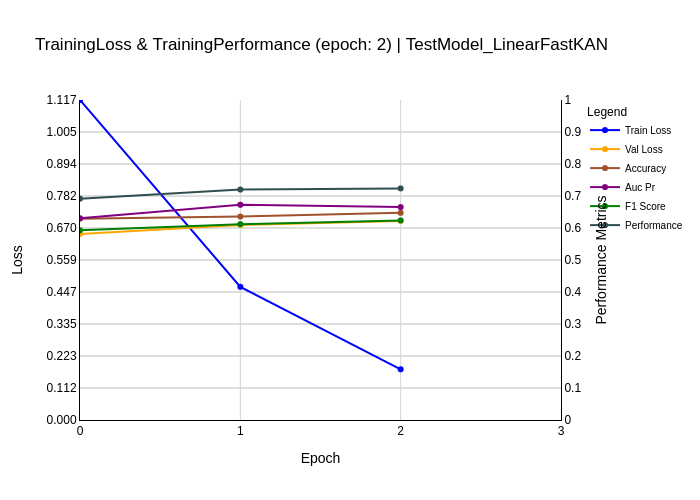 TrainingLoss & TrainingPerformance (epoch: 2) | TestModel_LinearFastKAN
1.117
1.005
0.894
0.782
0.670
0.559
0.447
0.335
0.223
0.112
0.000
Loss
0
1
2
3
Epoch
1
0.9
0.8
0.7
0.6
0.5
0.4
0.3
0.2
0.1
0
Performance Metrics
Legend
Train Loss
Val Loss
Accuracy
Auc Pr
F1 Score
Performance